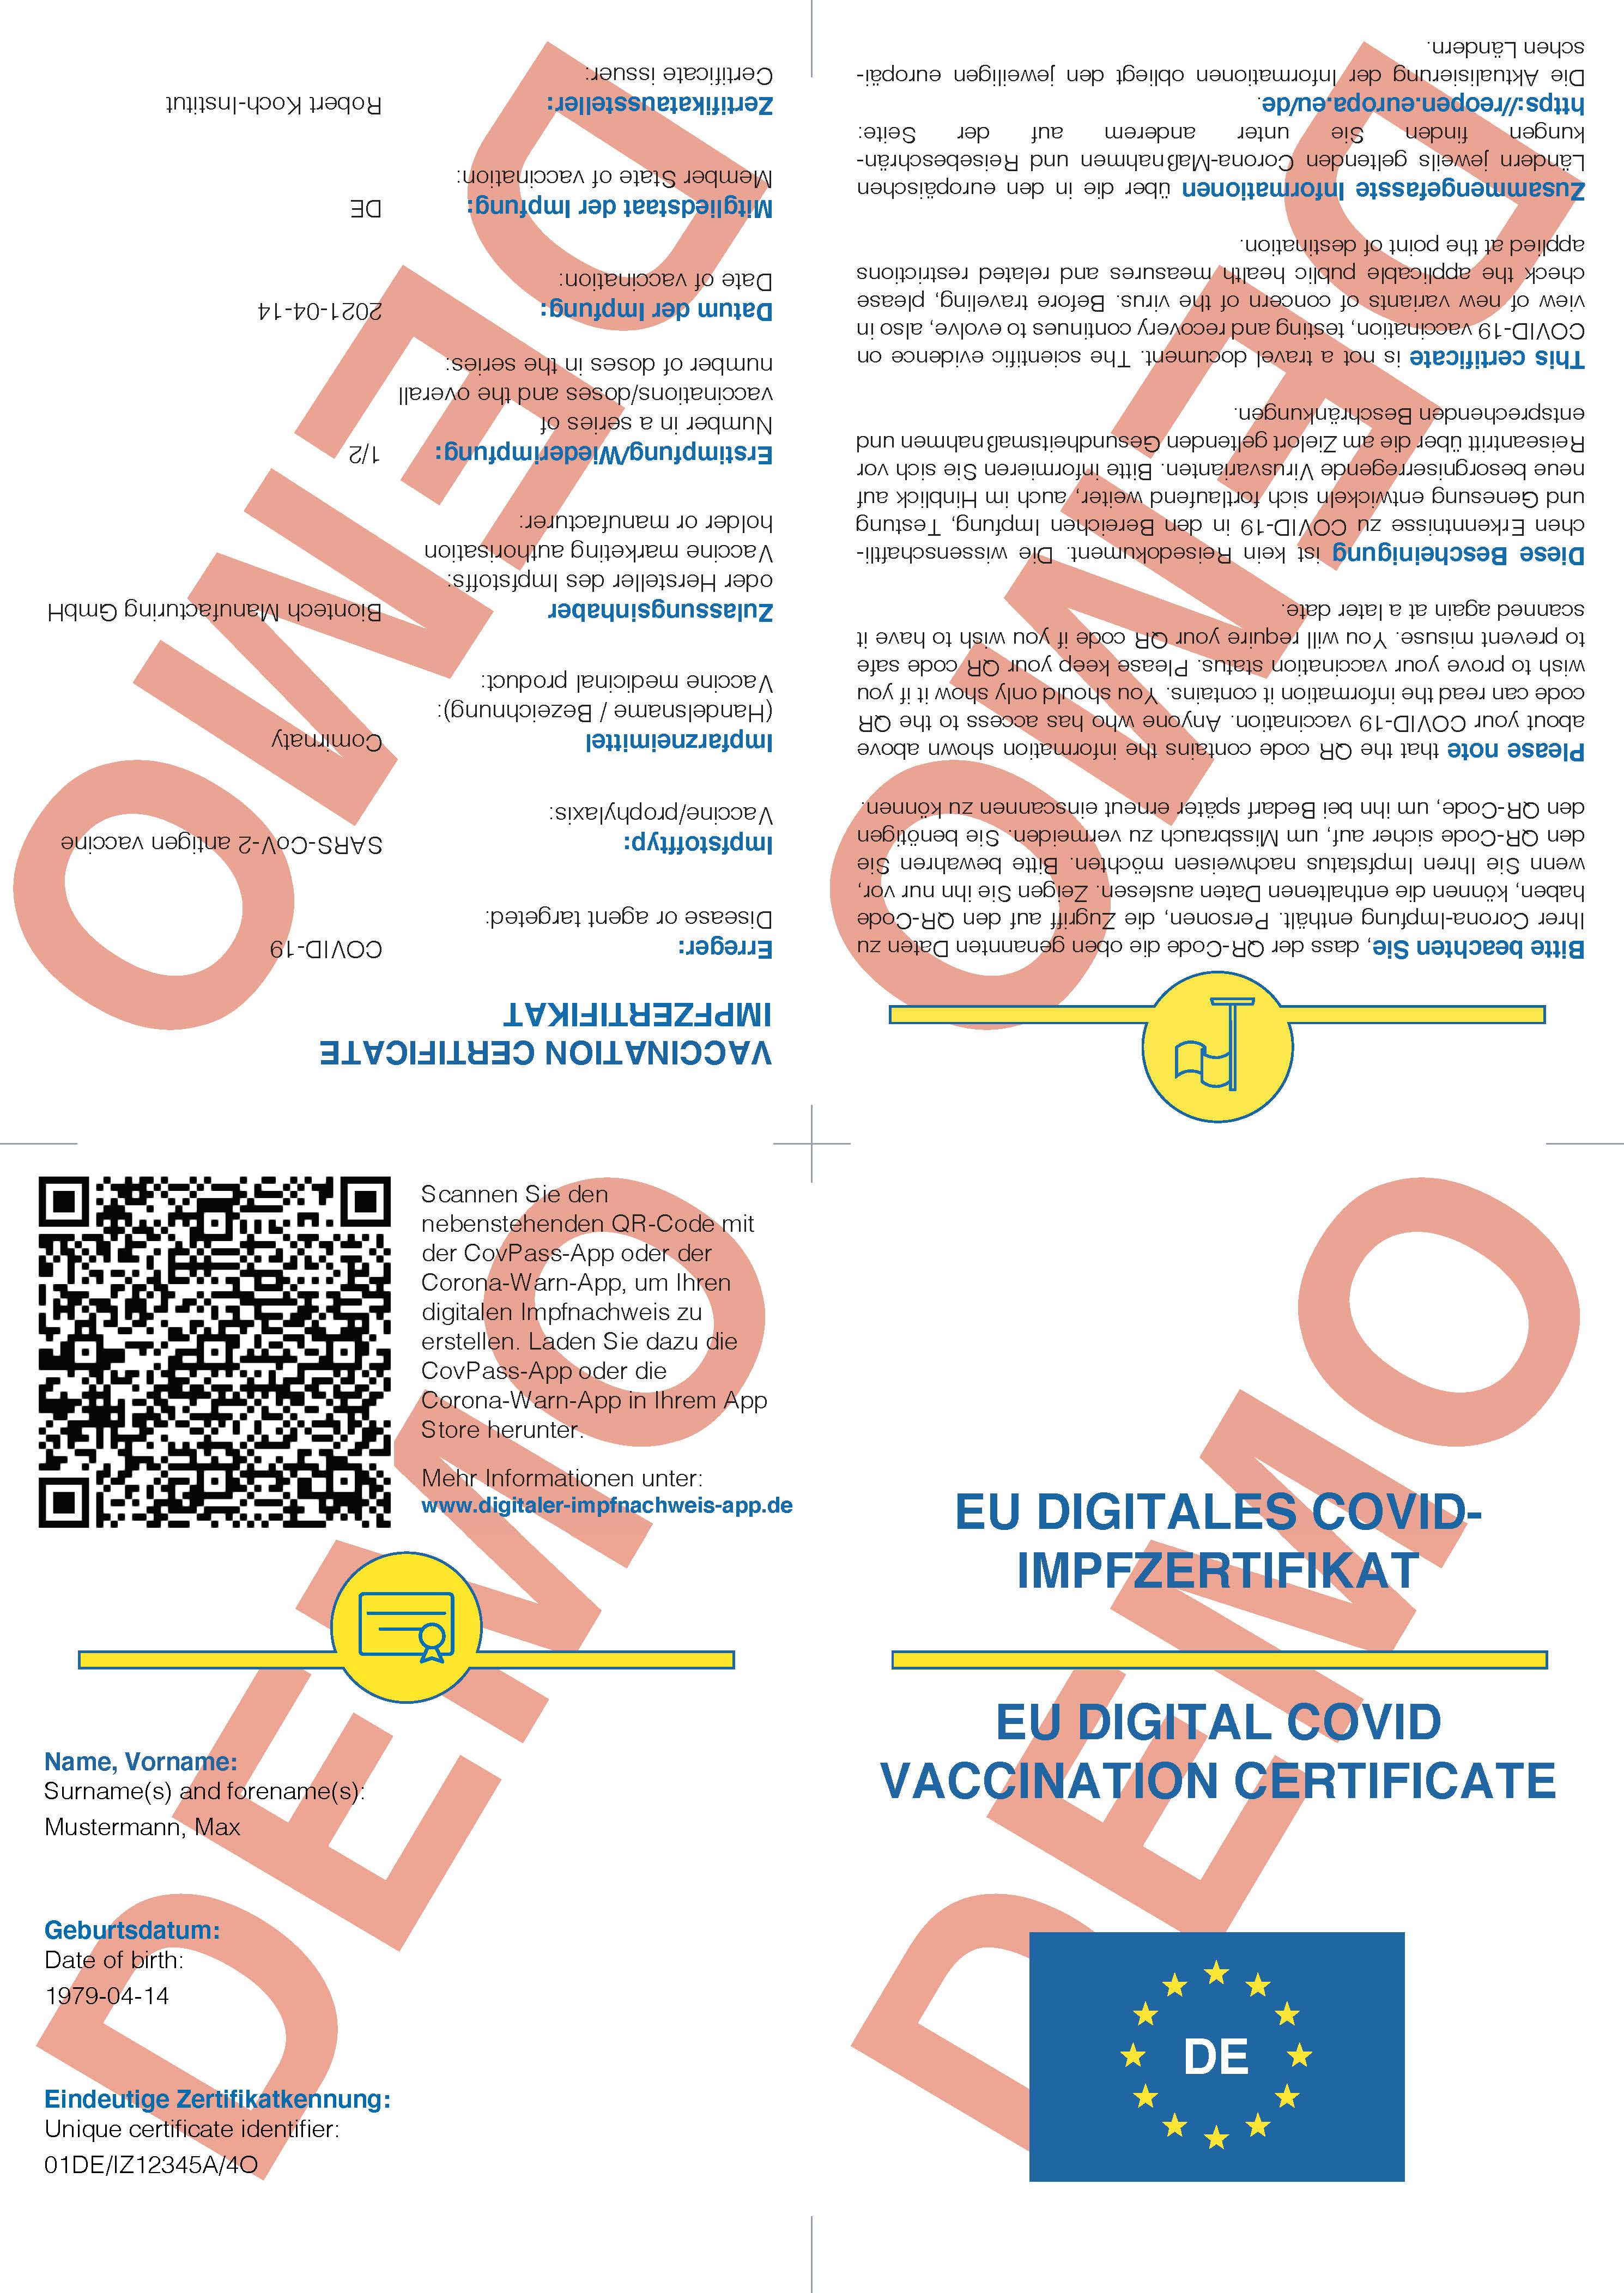 VACCINATION CERTIFICATE
IMPFZERTIFIKAT
Erreger:
COVID-19
Disease or agent targeted:
Impfstofftyp:
SARS-CoV-2 antigen vaccine
Vaccine/prophylaxis:
Impfarzneimittel
Comirnaty
(Handelsname / Bezeichnung):
Vaccine medicinal product:
Zulassungsinhaber
Biontech Manufacturing GmbH
oder Hersteller des Impfstoffs:
Vaccine marketing authorisation
holder or manufacturer:
Erstimpfung/Wiederimpfung:
1/2
Number in a series of
vaccinations/doses and the overall
number of doses in the series:
Datum der Impfung:
2021-04-14
Date of vaccination:
Mitgliedstaat der Impfung:
DE
Member State of vaccination:
Zertifikataussteller:
Robert Koch-Institut
Certificate issuer:
DEMO
Bitte beachten Sie, dass der QR-Code die oben genannten Daten zu
Ihrer Corona-Impfung enthält. Personen, die Zugriff auf den QR-Code
haben, können die enthaltenen Daten auslesen. Zeigen Sie ihn nur vor,
wenn Sie Ihren Impfstatus nachweisen möchten. Bitte bewahren Sie
den QR-Code sicher auf, um Missbrauch zu vermeiden. Sie benötigen
den QR-Code, um ihn bei Bedarf später erneut einscannen zu können.
Please note that the QR code contains the information shown above
about your COVID-19 vaccination. Anyone who has access to the QR
code can read the information it contains. You should only show it if you
wish to prove your vaccination status. Please keep your QR code safe
to prevent misuse. You will require your QR code if you wish to have it
scanned again at a later date.
Diese Bescheinigung ist kein Reisedokument. Die wissenschaftli-
chen Erkenntnisse zu COVID-19 in den Bereichen Impfung, Testung
und Genesung entwickeln sich fortlaufend weiter, auch im Hinblick auf
neue besorgniserregende Virusvarianten. Bitte informieren Sie sich vor
Reiseantritt über die am Zielort geltenden Gesundheitsmaßnahmen und
entsprechenden Beschränkungen.
This certificate is not a travel document. The scientific evidence on
COVID-19 vaccination, testing and recovery continues to evolve, also in
view of new variants of concern of the virus. Before traveling, please
check the applicable public health measures and related restrictions
applied at the point of destination.
Zusammengefasste Informationen über die in den europäischen
Ländern jeweils geltenden Corona-Maßnahmen und Reisebeschrän-
kungen finden Sie unter anderem auf der Seite:
https://reopen.europa.eu/de.
Die Aktualisierung der Informationen obliegt den jeweiligen europäi-
schen Ländern.
DEMO
Scannen Sie den
nebenstehenden QR-Code mit
der CovPass-App oder der
Corona-Warn-App, um Ihren
digitalen Impfnachweis zu
erstellen. Laden Sie dazu die
CovPass-App oder die
Corona-Warn-App in Ihrem App
Store herunter.
Mehr Informationen unter:
www.digitaler-impfnachweis-app.de
Name, Vorname:
Surname(s) and forename(s):
Mustermann, Max
Geburtsdatum:
Date of birth:
1979-04-14
Eindeutige Zertifikatkennung:
Unique certificate identifier:
01DE/IZ12345A/4O
DEMO
EU DIGITALES COVID-
IMPFZERTIFIKAT
EU DIGITAL COVID
VACCINATION CERTIFICATE
DE
DEMO